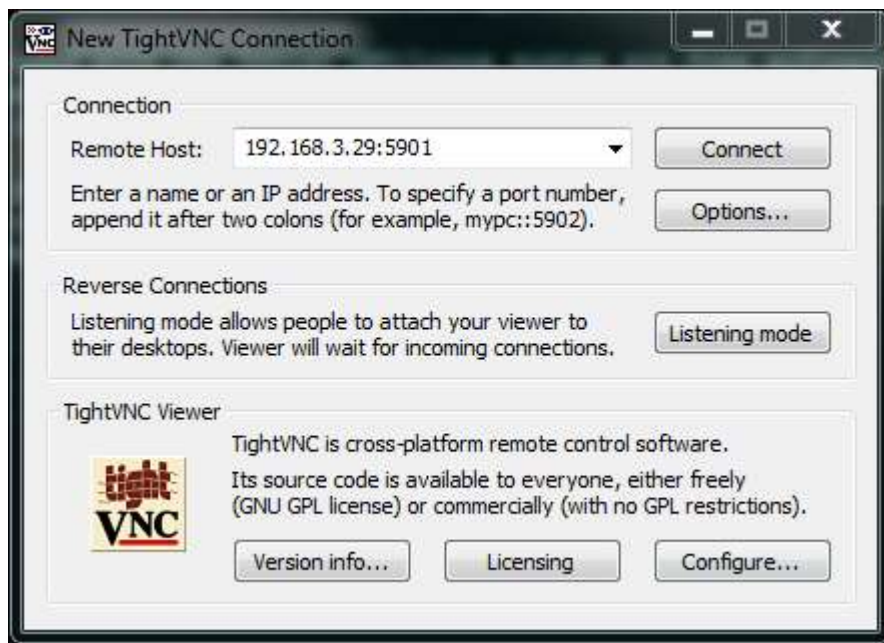 New TightVNC Connection
Connection
Remote Host: 192.168.3.29:5901 Connect
Enter a name or an IP address. To specify a port number,
append it after two colons (for example, mypc::5902). Options...
Reverse Connections
Listening mode allows people to attach your viewer to
their desktops. Viewer will wait for incoming connections. Listening mode
TightVNC Viewer
TightVNC is cross-platform remote control software.
Its source code is available to everyone, either freely
(GNU GPL license) or commercially (with no GPL restrictions).
tight
VNC
Version info... Licensing Configure...